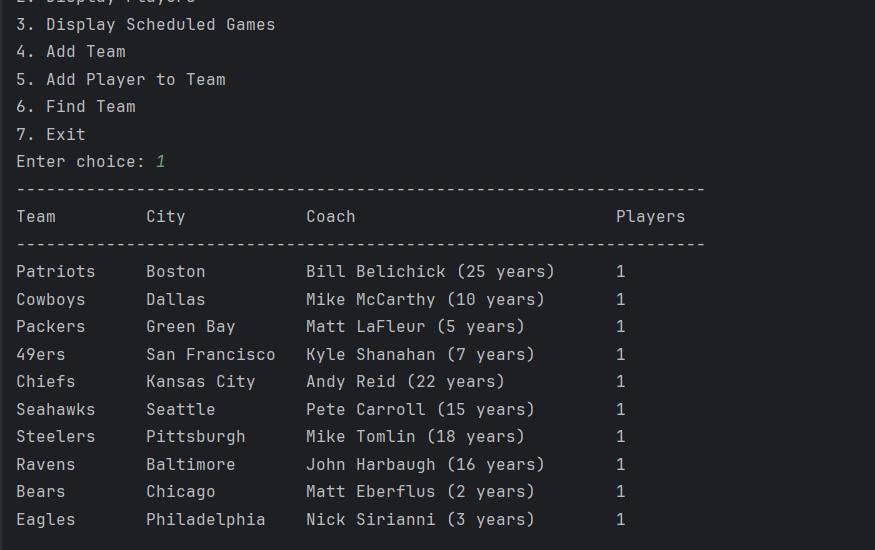 2. Display Players
3. Display Scheduled Games
4. Add Team
5. Add Player to Team
6. Find Team
7. Exit
Enter choice: 1
---------------------------------------------------------------------
Team         City            Coach                          Players
---------------------------------------------------------------------
Patriots     Boston          Bill Belichick (25 years)      1
Cowboys      Dallas          Mike McCarthy (10 years)       1
Packers      Green Bay       Matt LaFleur (5 years)         1
49ers        San Francisco   Kyle Shanahan (7 years)        1
Chiefs       Kansas City     Andy Reid (22 years)           1
Seahawks     Seattle         Pete Carroll (15 years)        1
Steelers     Pittsburgh      Mike Tomlin (18 years)         1
Ravens       Baltimore       John Harbaugh (16 years)       1
Bears        Chicago         Matt Eberflus (2 years)        1
Eagles       Philadelphia    Nick Sirianni (3 years)        1